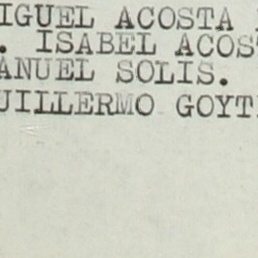 IGUEL ACOSTA
. ISABEL ACOS
ANUEL SOLIS.
UILLERMO GOYT